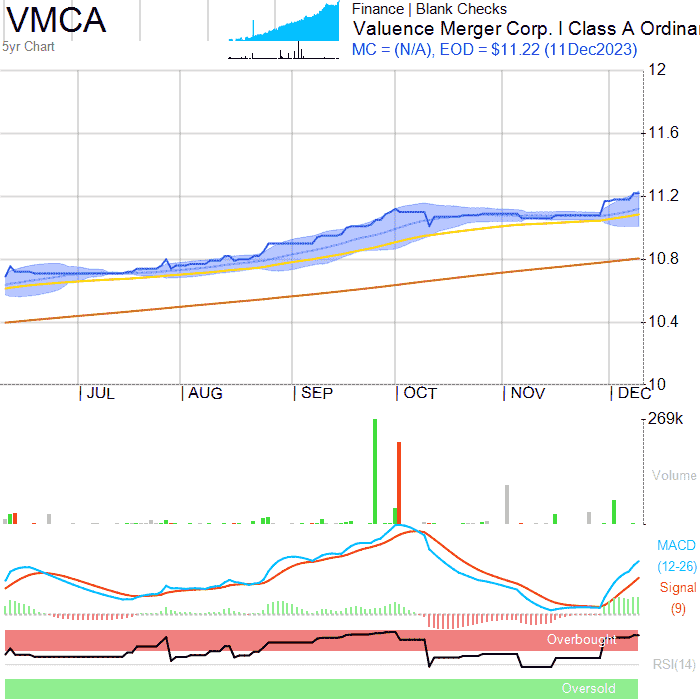 VMCA
5yr Chart
Finance | Blank Checks
Valuence Merger Corp. I Class A Ordinar
MC = (N/A), EOD = $11.22 (11Dec2023)
12
11.6
11.2
10.8
10.4
10
| JUL | AUG | SEP | OCT | NOV | DEC
269k
Volume
MACD
(12-26)
Signal
(9)
Overbought
RSI(14)
Oversold